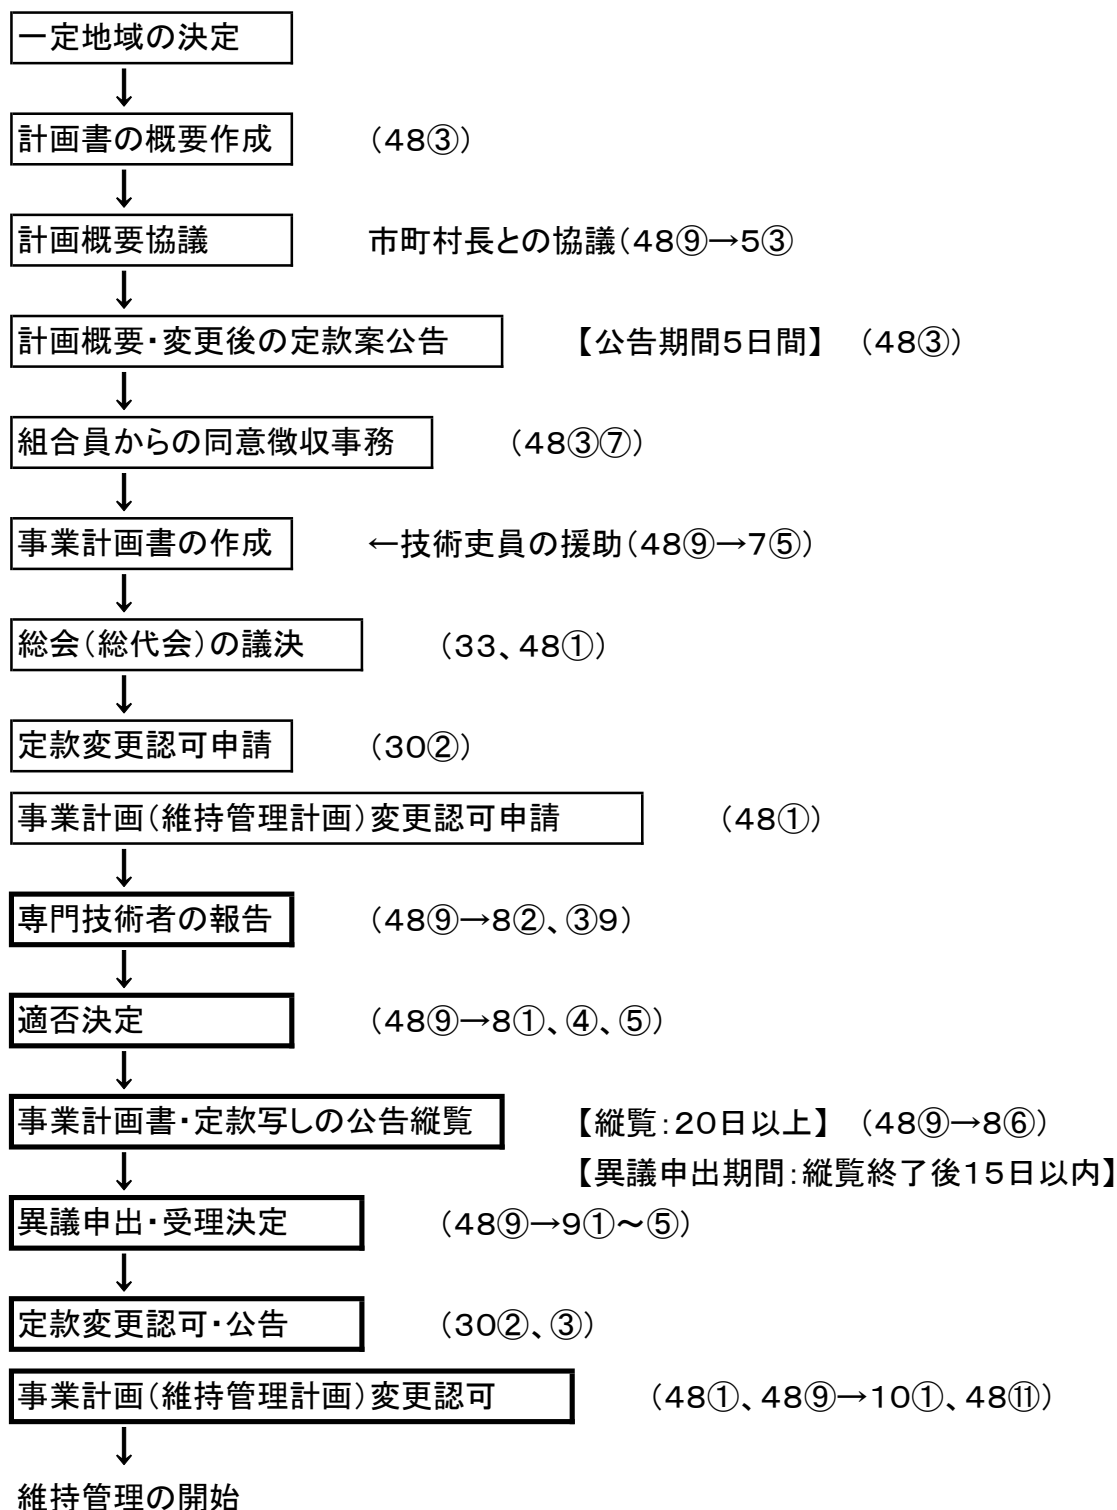 一定地域の決定
↓
計画書の概要作成 （48③）
↓
計画概要協議 市町村長との協議（48⑨→5③
↓
計画概要・変更後の定款案公告 【公告期間5日間】 （48③）
↓
組合員からの同意徴収事務 （48③⑦）
↓
事業計画書の作成 ←技術吏員の援助（48⑨→7⑤）
↓
総会（総代会）の議決 （33、48①）
↓
定款変更認可申請 （30②）
事業計画（維持管理計画）変更認可申請 （48①）
↓
専門技術者の報告 （48⑨→8②、③9）
↓
適否決定 （48⑨→8①、④、⑤）
↓
事業計画書・定款写しの公告縦覧 【縦覧：20日以上】 （48⑨→8⑥）
【異議申出期間：縦覧終了後15日以内】
↓
異議申出・受理決定 （48⑨→9①～⑤）
↓
定款変更認可・公告 （30②、③）
事業計画（維持管理計画）変更認可 （48①、48⑨→10①、48⑪）
↓
維持管理の開始